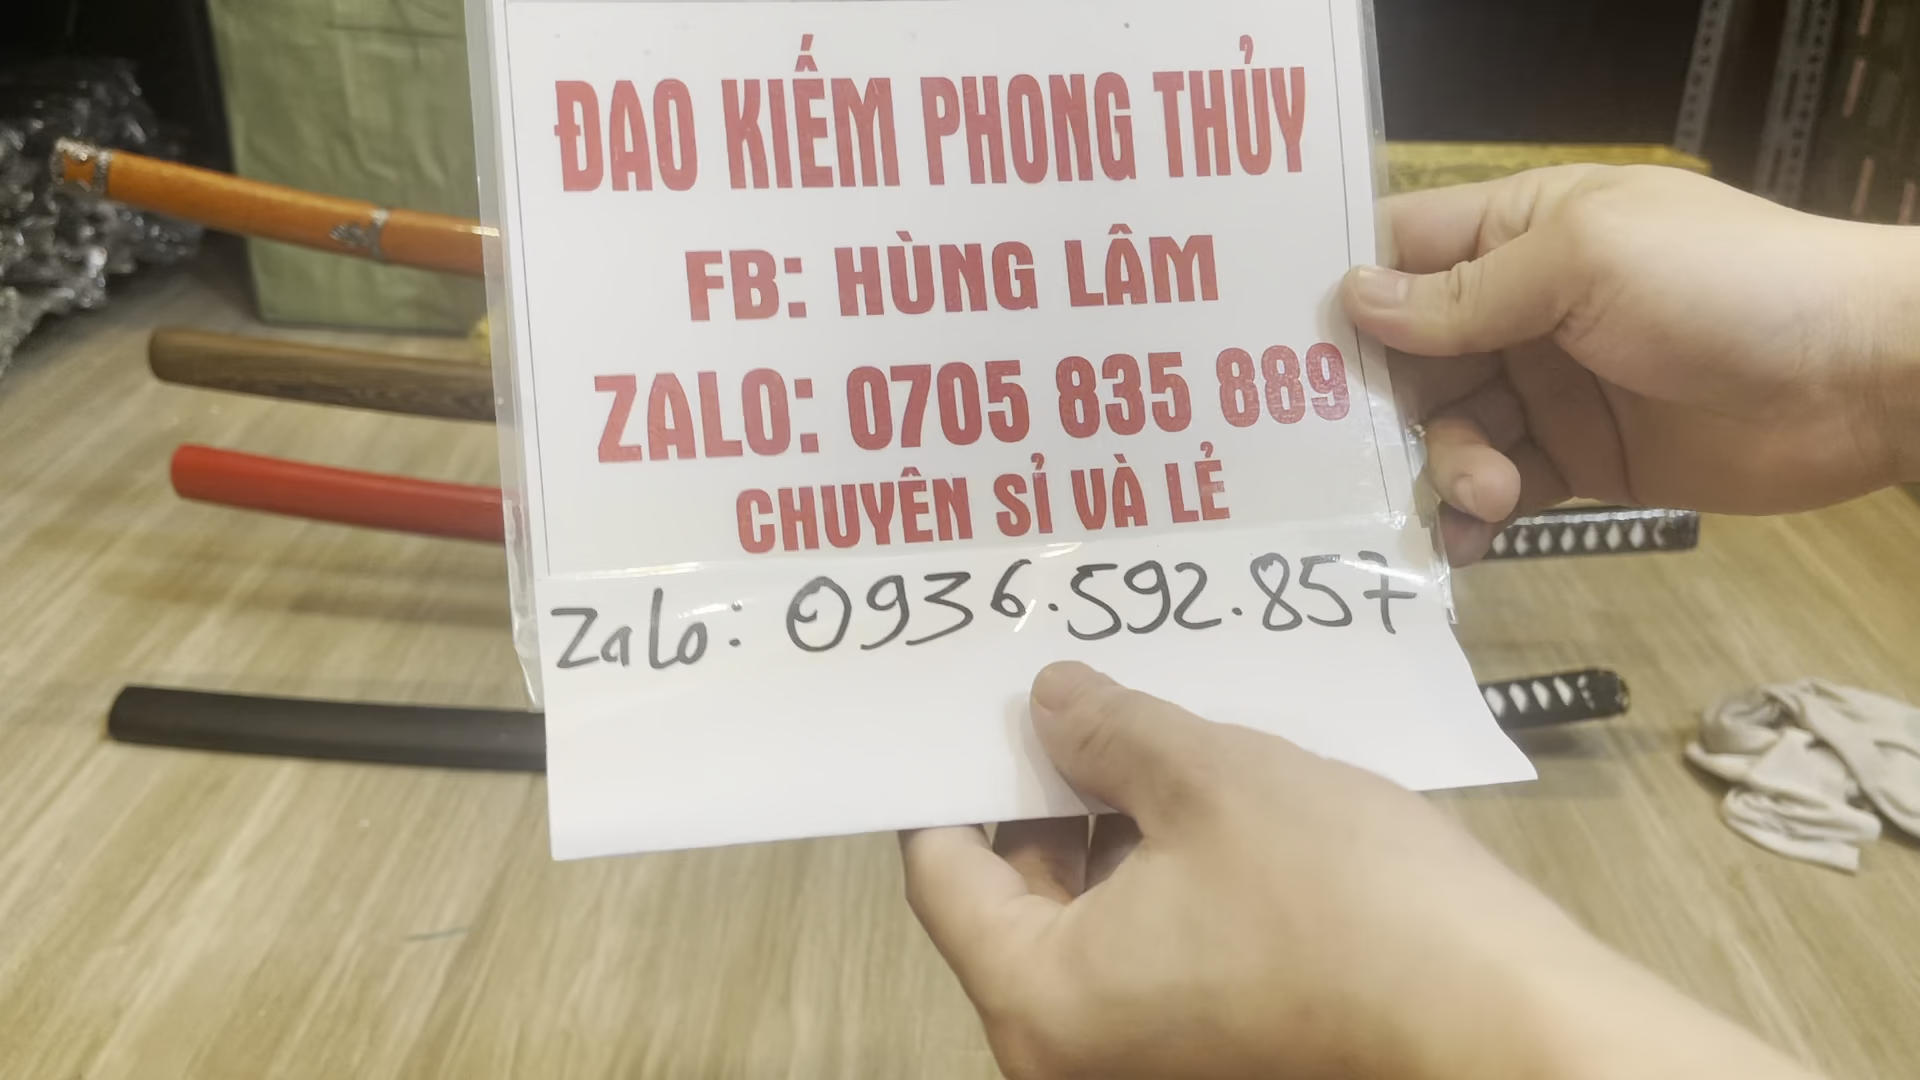 ĐAO KIẾM PHONG THỦY
FB: HÙNG LÂM
ZALO: 0705 835 889
CHUYÊN SỈ VÀ LẺ
Zalo: 0936.592.857